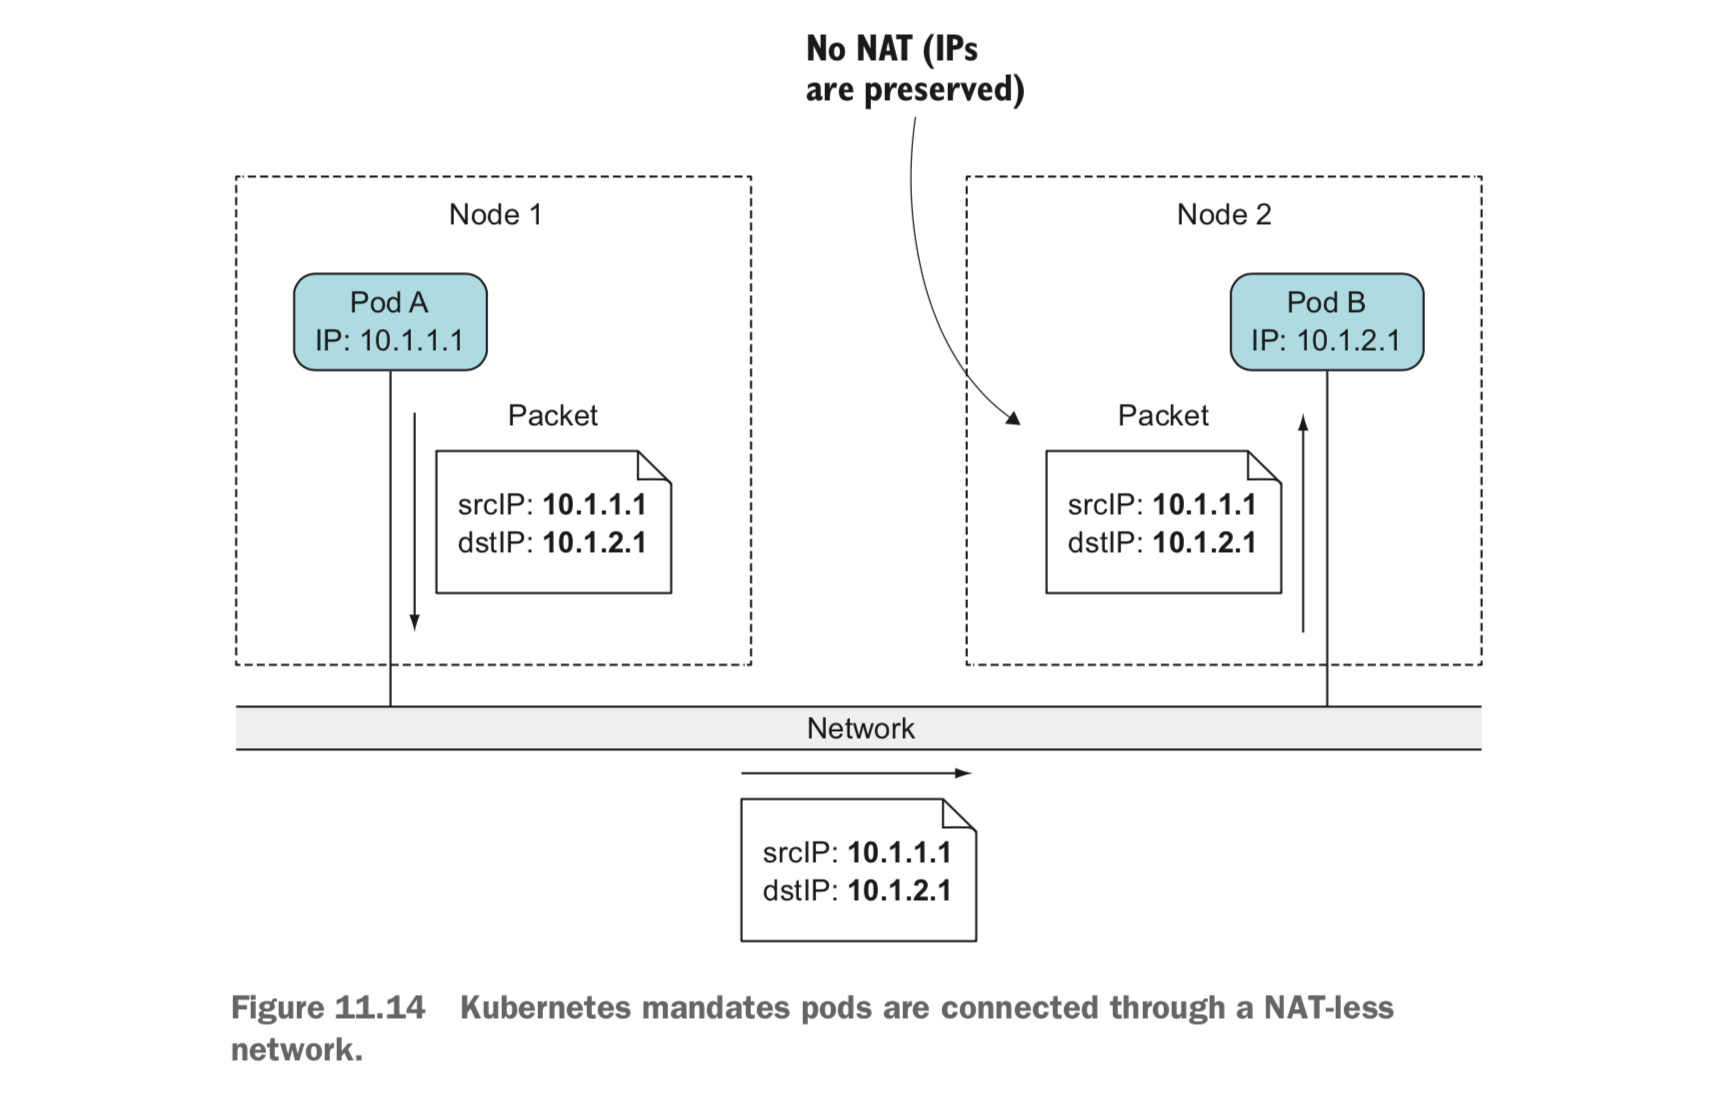 No NAT (IPs
are preserved)
Node 1
Pod A
IP: 10.1.1.1
Packet
srcIP: 10.1.1.1
dstIP: 10.1.2.1
Node 2
Pod B
IP: 10.1.2.1
Packet
srcIP: 10.1.1.1
dstIP: 10.1.2.1
Network
srcIP: 10.1.1.1
dstIP: 10.1.2.1
Figure 11.14 Kubernetes mandates pods are connected through a NAT-less
network.